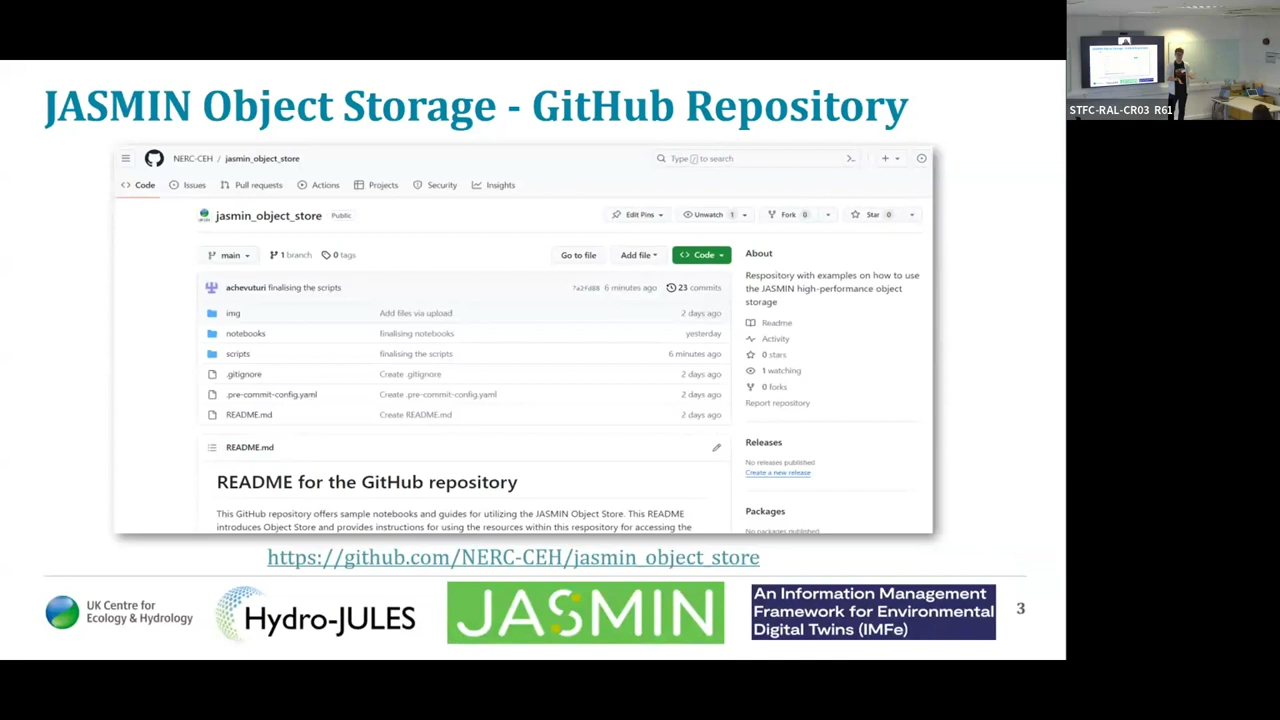 JASMIN Object Storage - GitHub Repository
NERC-CEH / jasmin_object_store
Type / to search
Code Issues Pull requests Actions Projects Security Insights
jasmin_object_store Public
Edit Pins Unwatch 1 Fork 0 Star 0
main 1 branch 0 tags
Go to file Add file Code
achevuturi finalising the scripts 6 minutes ago 23 commits
img Add files via upload 2 days ago
notebooks finalising notebooks yesterday
scripts finalising the scripts 6 minutes ago
.gitignore Create .gitignore 2 days ago
.pre-commit-config.yaml Create .pre-commit-config.yaml 2 days ago
README.md Create README.md 2 days ago
README.md
README for the GitHub repository
This GitHub repository offers sample notebooks and guides for utilizing the JASMIN Object Store. This README
introduces Object Store and provides instructions for using the resources within this respository for accessing the
About
Respository with examples on how to use
the JASMIN high-performance object
storage
Readme
Activity
0 stars
1 watching
0 forks
Report repository
Releases
No releases published
Create a new release
Packages
No packages published
https://github.com/NERC-CEH/jasmin_object_store
UK Centre for
Ecology & Hydrology
Hydro-JULES
JASMIN
An Information Management
Framework for Environmental
Digital Twins (IMFe)
3
STFC-RAL-CR03 R61